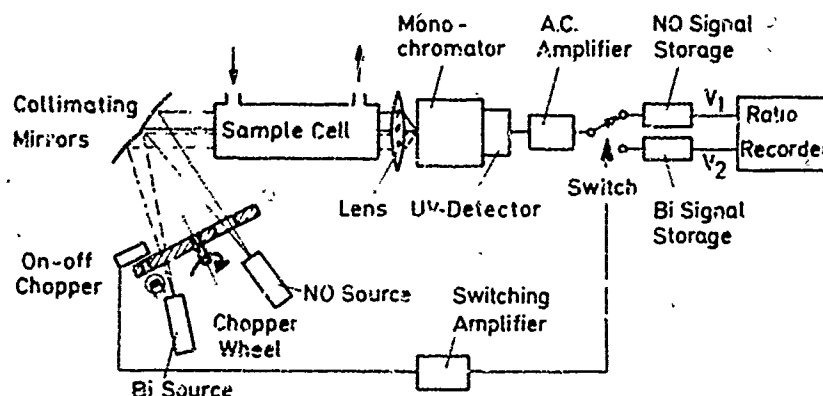 Mono-
chromator
A.C.
Amplifier
NO Signal
Storage
Collimating
Mirrors
Sample Cell
V1
Ratio
Recorder
V2
Lens
UV-Detector
Switch
Bi Signal
Storage
On-off
Chopper
NO Source
Chopper
Wheel
Switching
Amplifier
Bi Source